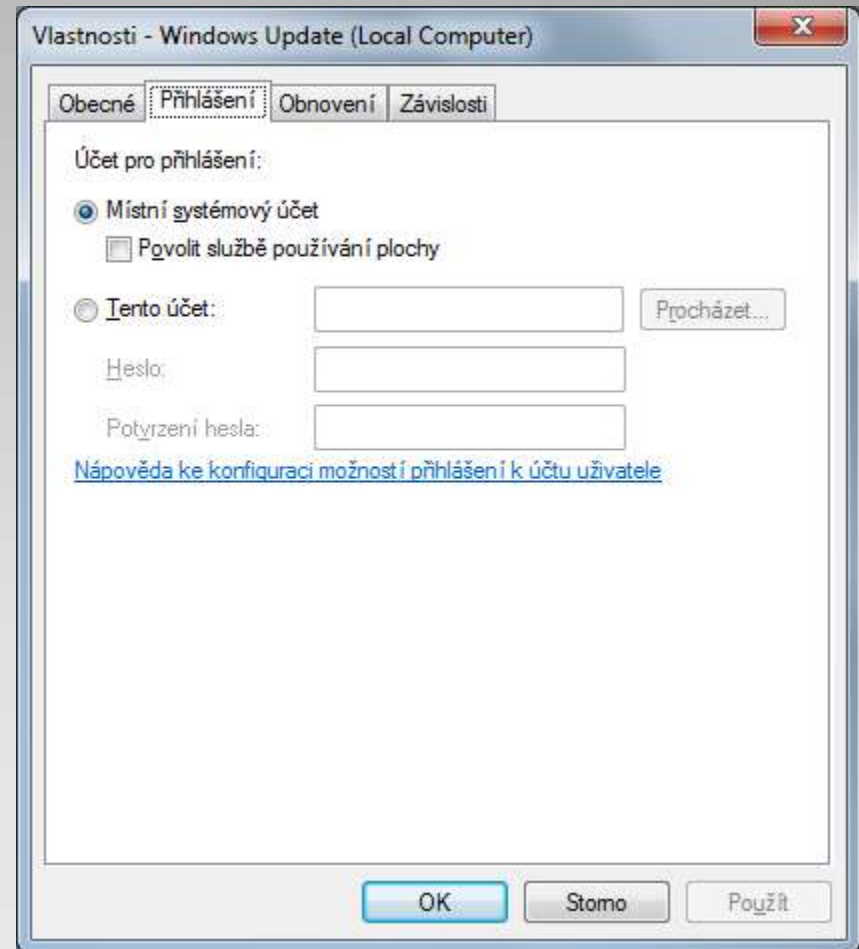 Vlastnosti - Windows Update (Local Computer)
Obecné Přihlášení Obnovení Závislosti
Účet pro přihlášení:
Místní systémový účet
Povolit službě používání plochy
Tento účet: Procházet...
Heslo:
Potvrzení hesla:
Nápověda ke konfiguraci možností přihlášení k účtu uživatele
OK Storno Použít